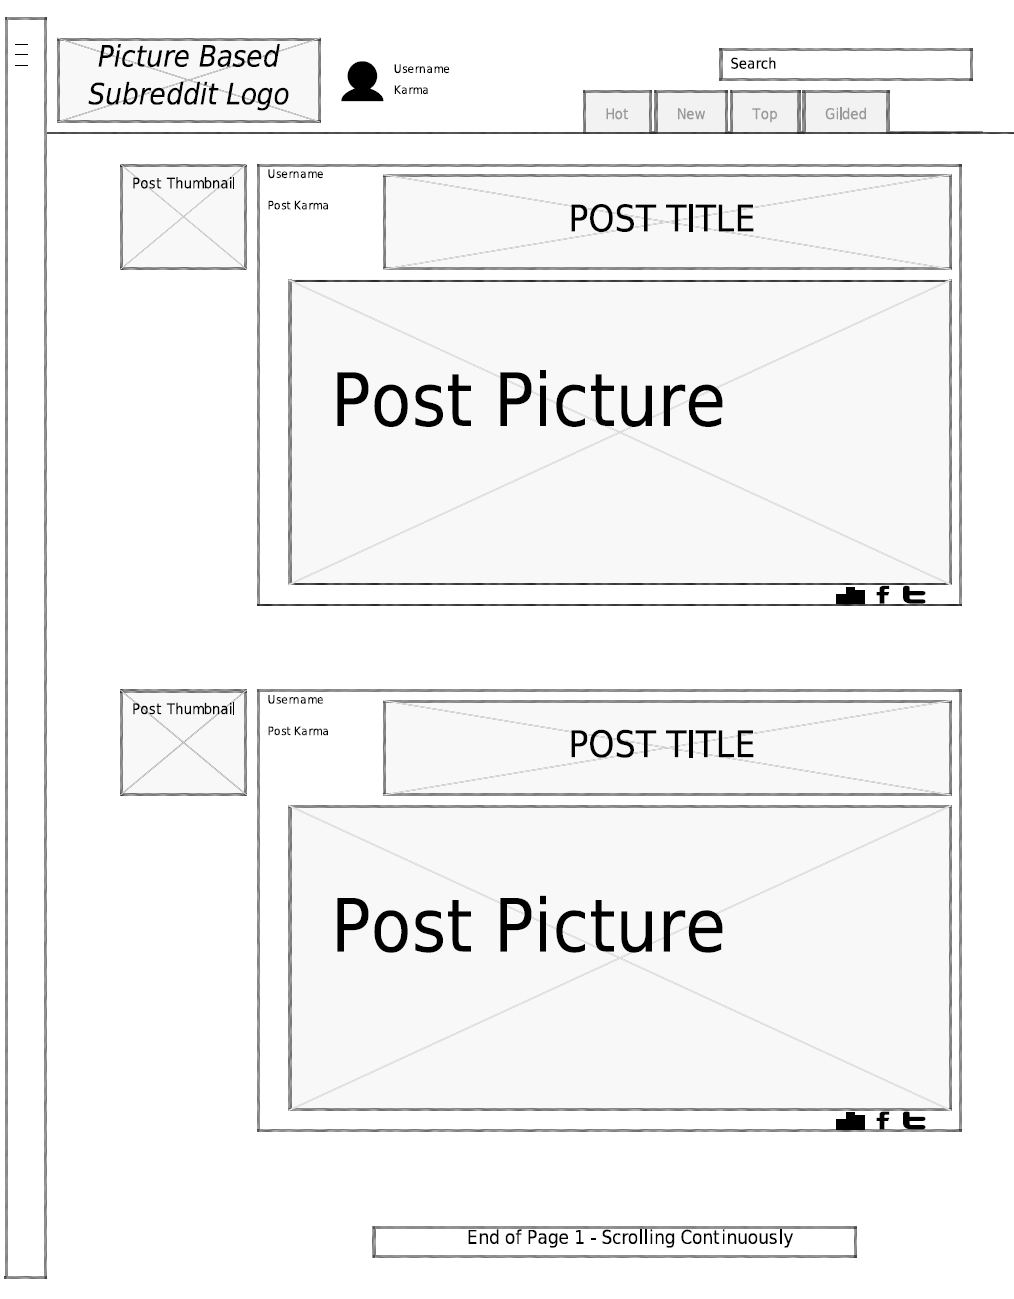 Picture Based
Subreddit Logo
Username
Karma
Search
Hot
New
Top
Gilded
Post Thumbnail
Username
Post Karma
POST TITLE
Post Picture
Post Thumbnail
Username
Post Karma
POST TITLE
Post Picture
End of Page 1 - Scrolling Continuously